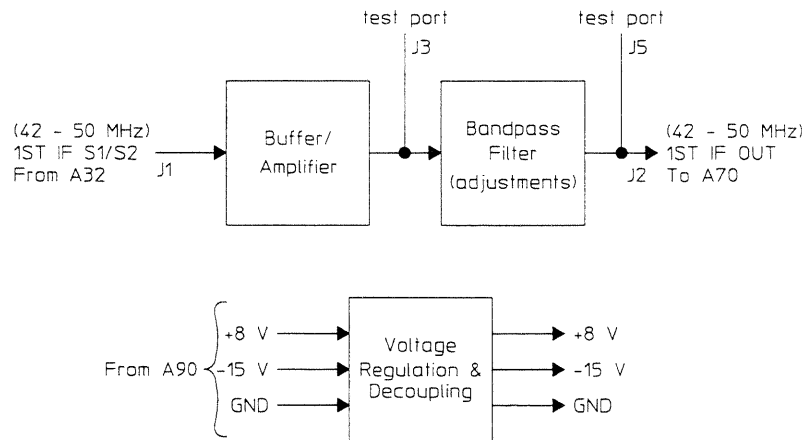 test port
J3
test port
J5
(42 - 50 MHz)
1ST IF S1/S2
From A32
J1
Buffer/
Amplifier
Bandpass
Filter
(adjustments)
J2
(42 - 50 MHz)
1ST IF OUT
To A70
From A90
+8 V
-15 V
GND
Voltage
Regulation &
Decoupling
+8 V
-15 V
GND